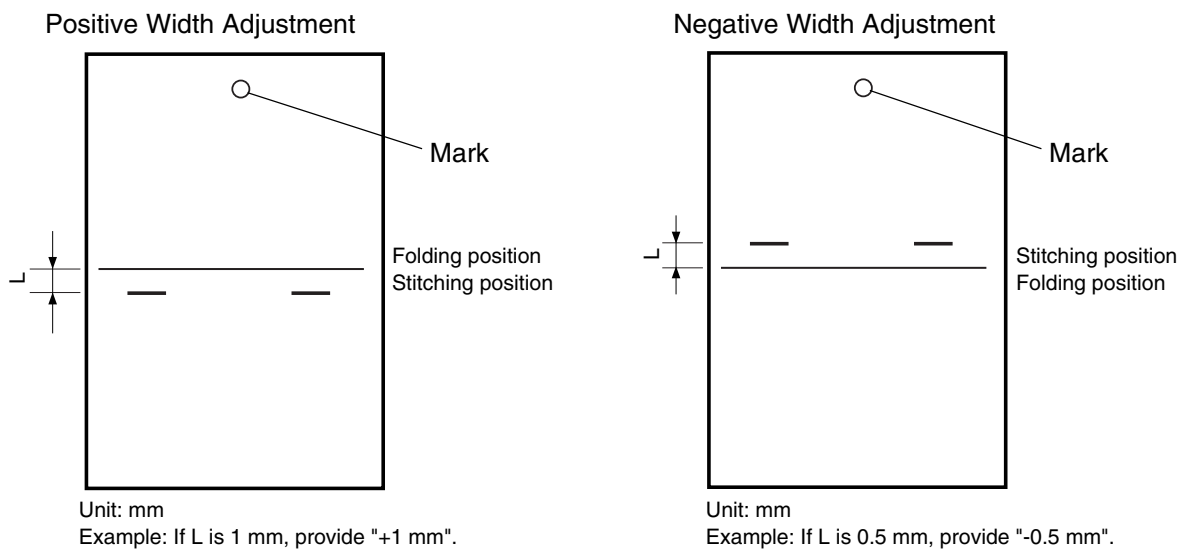 Positive Width Adjustment
Mark
L
Folding position
Stitching position
Unit: mm
Example: If L is 1 mm, provide "+1 mm".
Negative Width Adjustment
Mark
L
Stitching position
Folding position
Unit: mm
Example: If L is 0.5 mm, provide "-0.5 mm".